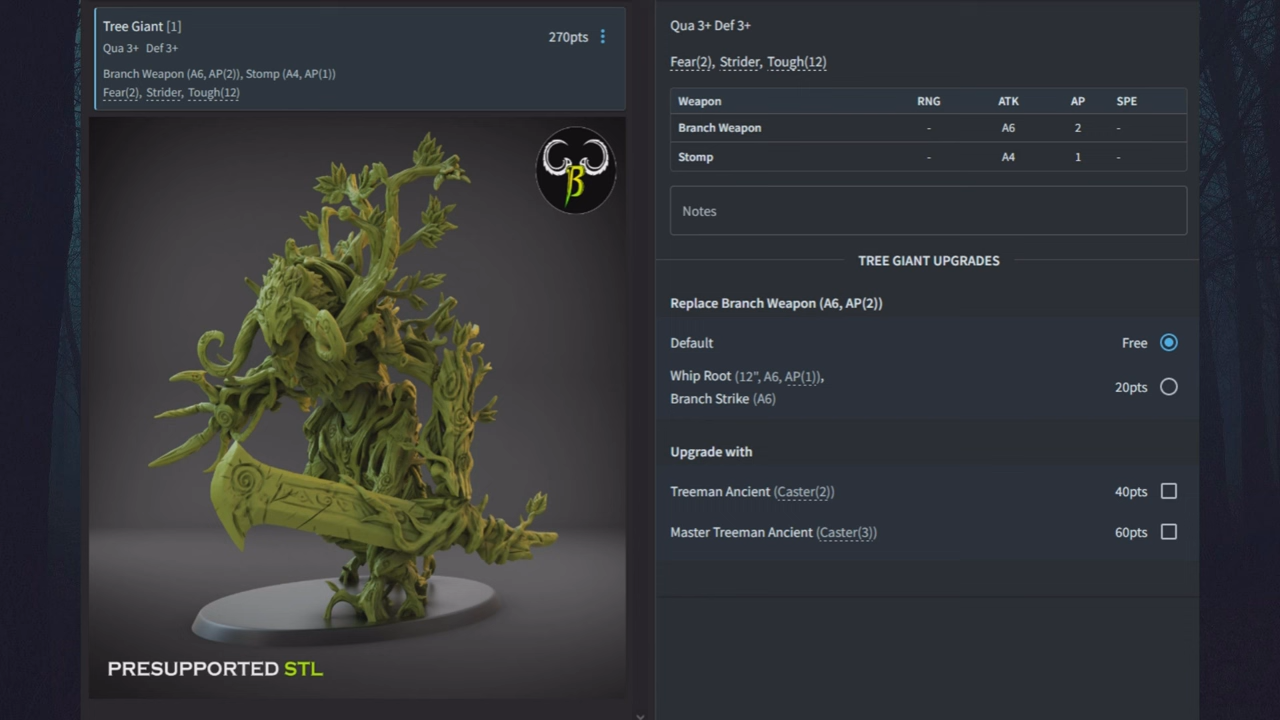 Tree Giant [1]
270pts
Qua 3+ Def 3+
Branch Weapon (A6, AP(2)), Stomp (A4, AP(1))
Fear(2), Strider, Tough(12)
β
PRESUPPORTED STL
Qua 3+ Def 3+
Fear(2), Strider, Tough(12)
Weapon RNG ATK AP SPE
Branch Weapon - A6 2 -
Stomp - A4 1 -
Notes
TREE GIANT UPGRADES
Replace Branch Weapon (A6, AP(2))
Default Free
Whip Root (12", A6, AP(1)),
Branch Strike (A6)
20pts
Upgrade with
Treeman Ancient (Caster(2)) 40pts
Master Treeman Ancient (Caster(3)) 60pts